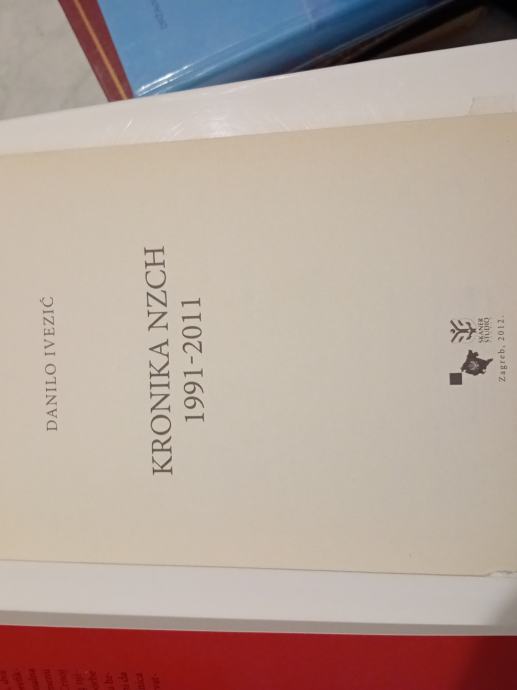 DANILO IVEZIĆ
KRONIKA NZCH
1991-2011
SKANER
STUDIO
Zagreb, 2012.